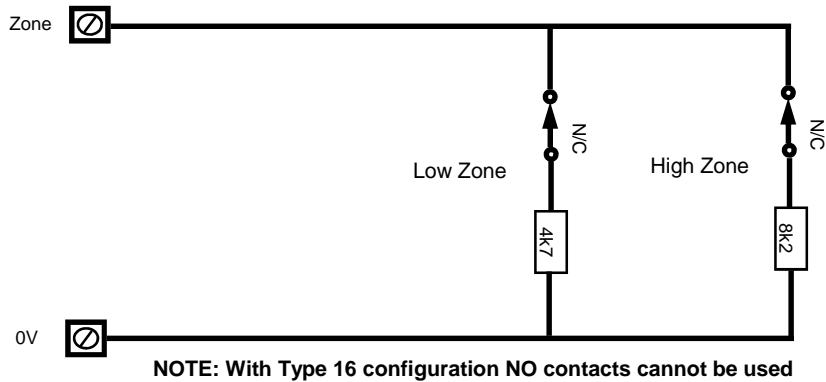 Zone
N/C
N/C
Low Zone
High Zone
4k7
8k2
0V
NOTE: With Type 16 configuration NO contacts cannot be used